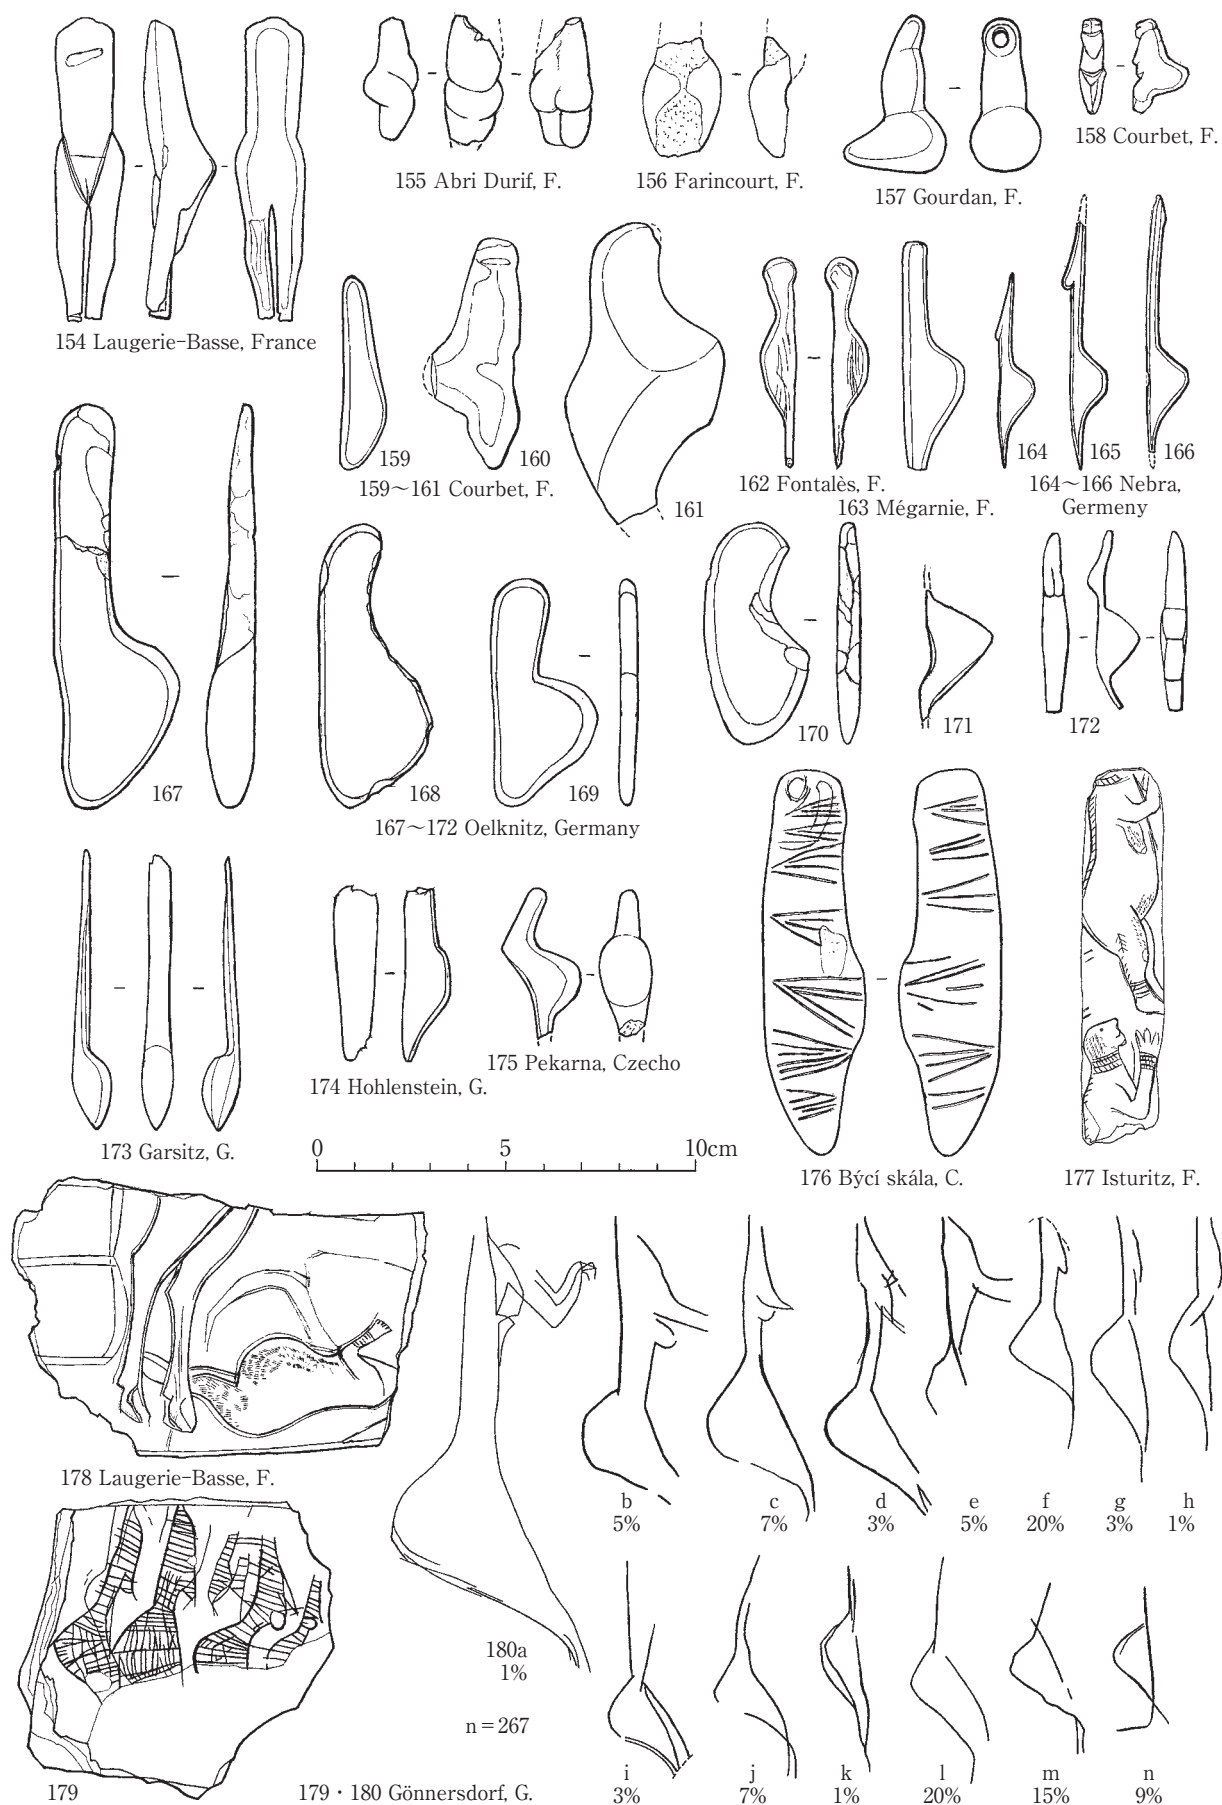 155 Abri Durif, F.
156 Farincourt, F.
157 Gourdan, F.
158 Courbet, F.
154 Laugerie-Basse, France
159
160
159～161 Courbet, F.
161
162 Fontalès, F.
163 Mégarnie, F.
164
165
166
164～166 Nebra,
Germeny
167
168
169
170
171
172
167～172 Oelknitz, Germany
173 Garsitz, G.
174 Hohlenstein, G.
175 Pekarna, Czecho
176 Býcí skála, C.
177 Isturitz, F.
0 5 10cm
178 Laugerie-Basse, F.
b c d e f g h
5% 7% 3% 5% 20% 3% 1%
180a
1%
n=267
i j k l m n
3% 7% 1% 20% 15% 9%
179
179・180 Gönnersdorf, G.